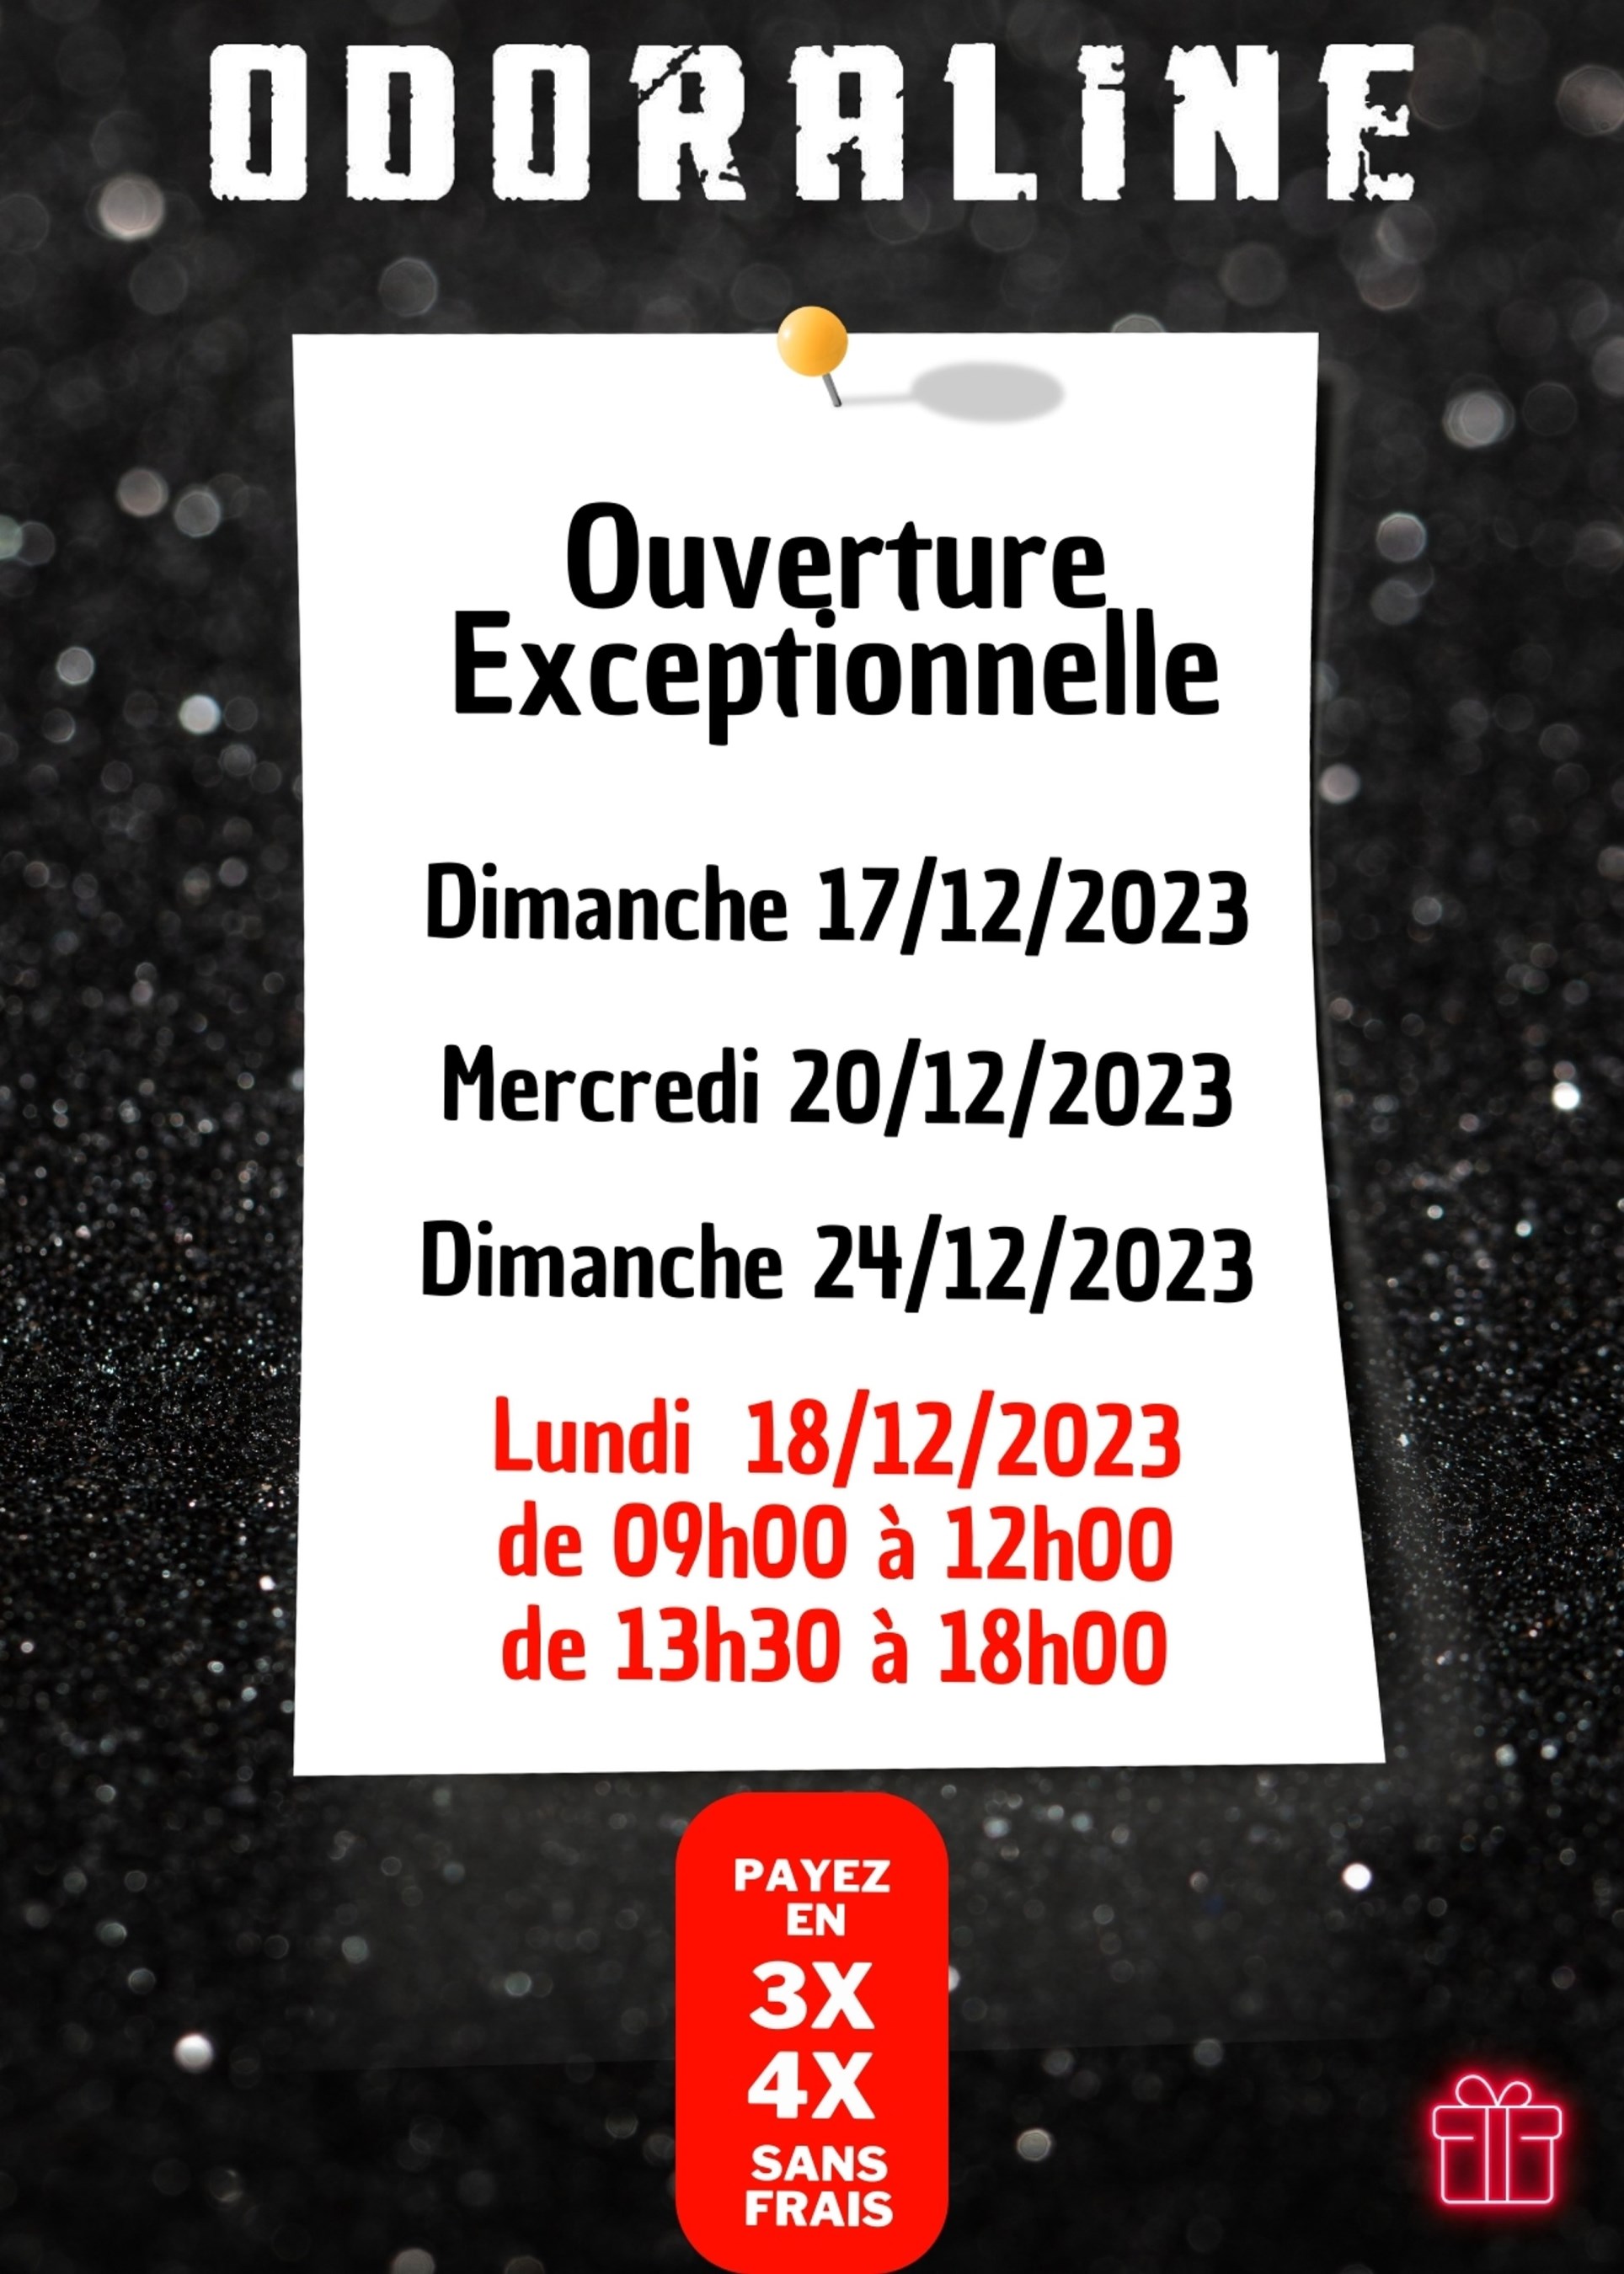 ODORALINE
Ouverture
Exceptionnelle
Dimanche 17/12/2023
Mercredi 20/12/2023
Dimanche 24/12/2023
Lundi 18/12/2023
de 09h00 à 12h00
de 13h30 à 18h00
PAYEZ
EN
3X
4X
SANS
FRAIS